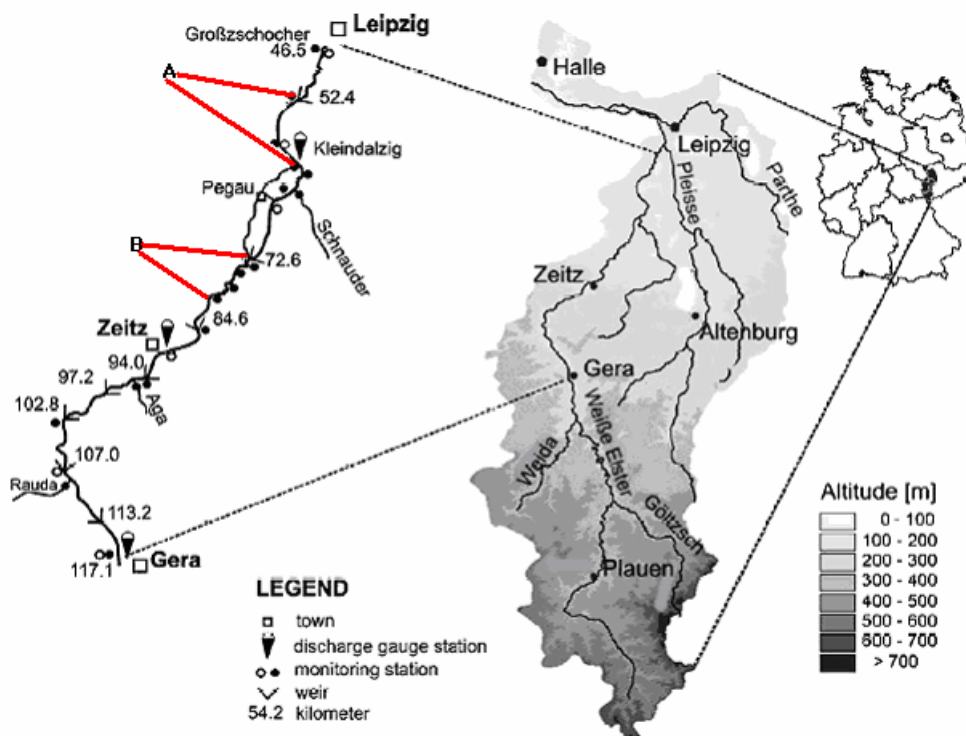 Leipzig
Großzschocher
46.5
A
52.4
Kleindalzig
Pegau
Schnauder
B
72.6
84.6
Zeitz
94.0
97.2
Aga
102.8
107.0
Rauda
113.2
117.1
Gera
LEGEND
town
discharge gauge station
monitoring station
weir
54.2 kilometer
Halle
Leipzig
Pleisse
Parthe
Zeitz
Altenburg
Gera
Weiße Elster
Weida
Göltzsch
Plauen
Altitude [m]
0 - 100
100 - 200
200 - 300
300 - 400
400 - 500
500 - 600
600 - 700
> 700